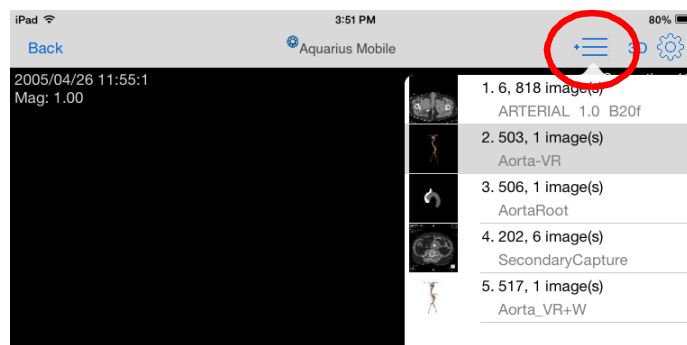 iPad 3:51 PM 80%
Back Aquarius Mobile 3D
2005/04/26 11:55:1
Mag: 1.00
1. 6, 818 image(s)
ARTERIAL 1.0 B20f
2. 503, 1 image(s)
Aorta-VR
3. 506, 1 image(s)
AortaRoot
4. 202, 6 image(s)
SecondaryCapture
5. 517, 1 image(s)
Aorta_VR+W